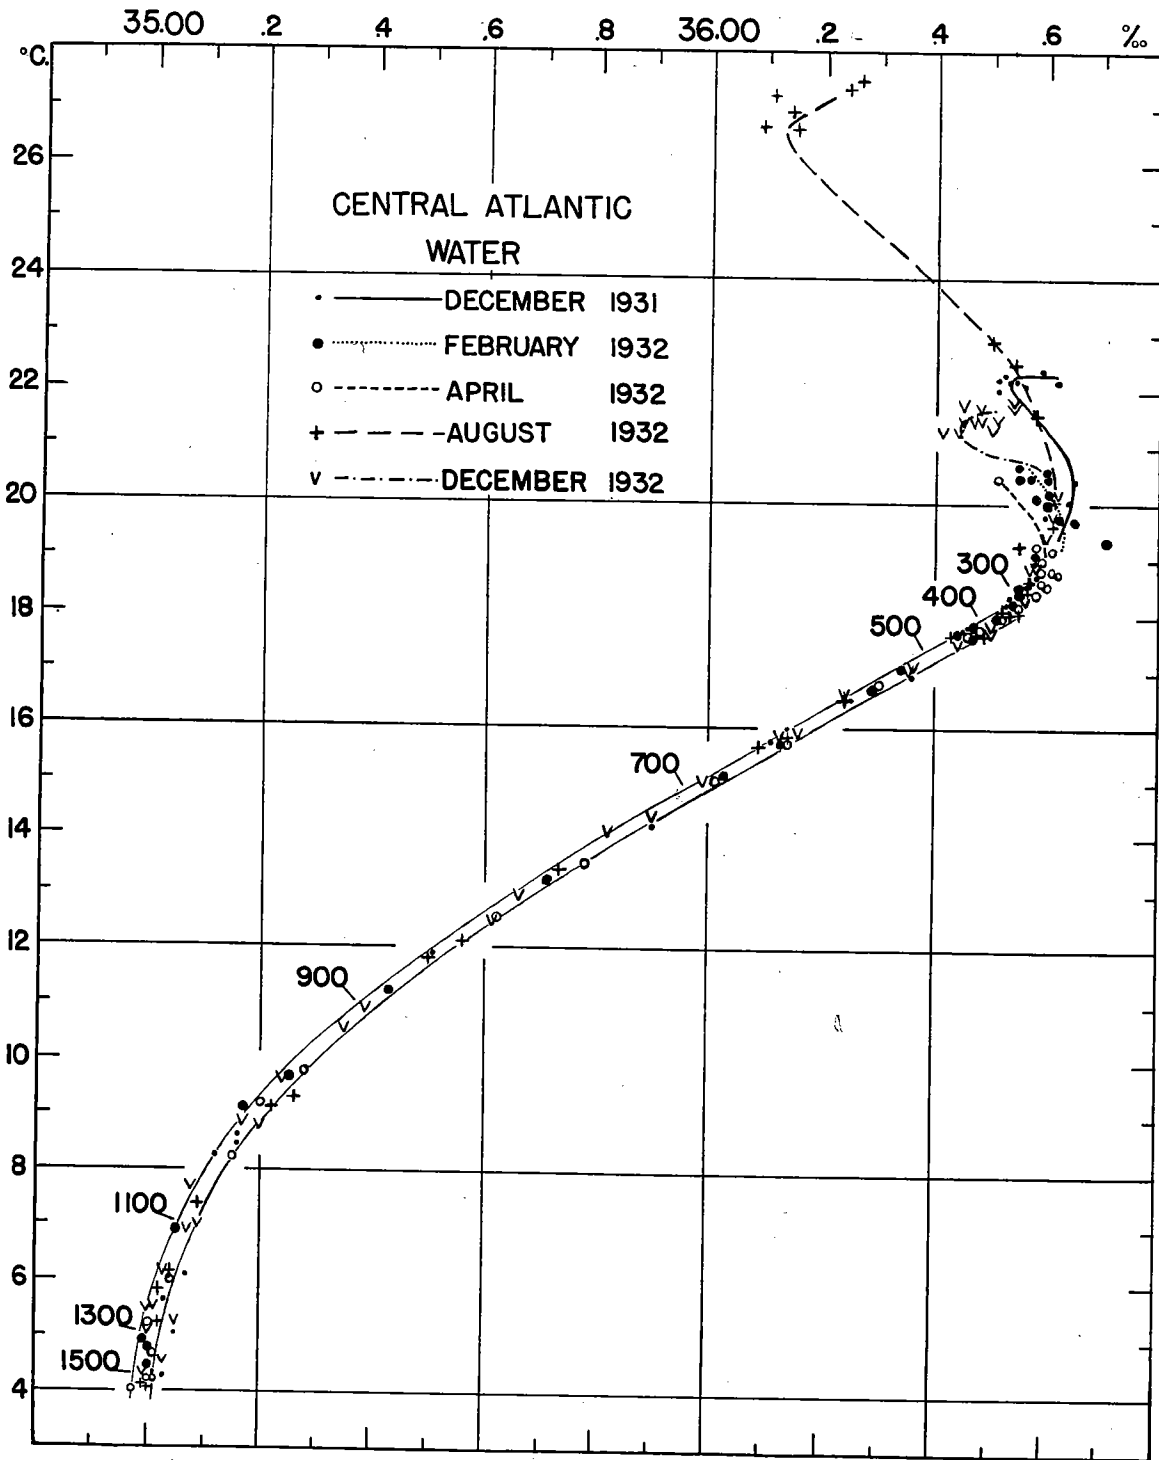 35.00 .2 .4 .6 .8 36.00 .2 .4 .6 ‰
°C.
26
CENTRAL ATLANTIC
WATER
24
DECEMBER 1931
FEBRUARY 1932
22
APRIL 1932
AUGUST 1932
DECEMBER 1932
20
300
18
400
500
16
700
14
12
900
10
8
1100
6
1300
1500
4